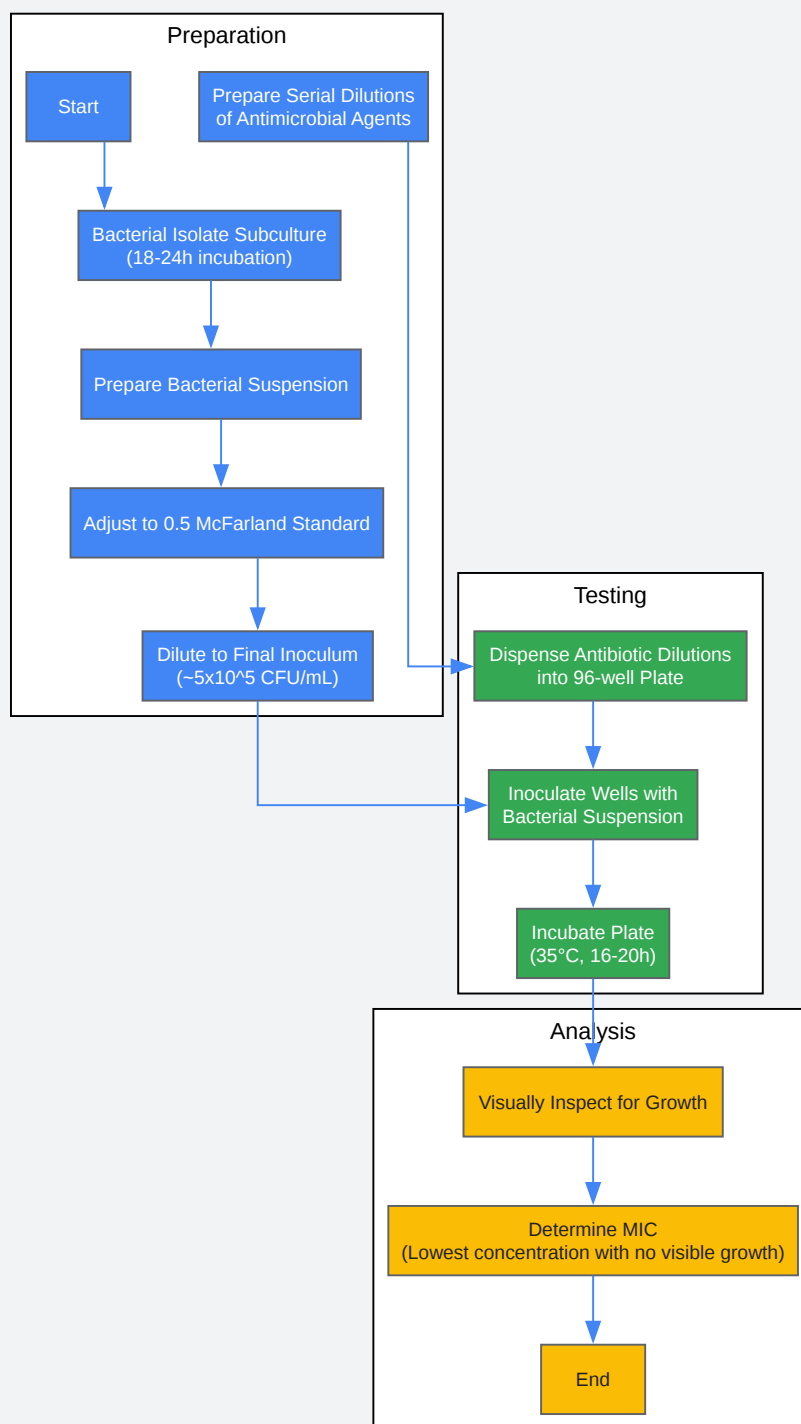 Preparation
Start
Prepare Serial Dilutions
of Antimicrobial Agents
Bacterial Isolate Subculture
(18-24h incubation)
Prepare Bacterial Suspension
Adjust to 0.5 McFarland Standard
Dilute to Final Inoculum
(~5x10^5 CFU/mL)
Testing
Dispense Antibiotic Dilutions
into 96-well Plate
Inoculate Wells with
Bacterial Suspension
Incubate Plate
(35°C, 16-20h)
Analysis
Visually Inspect for Growth
Determine MIC
(Lowest concentration with no visible growth)
End